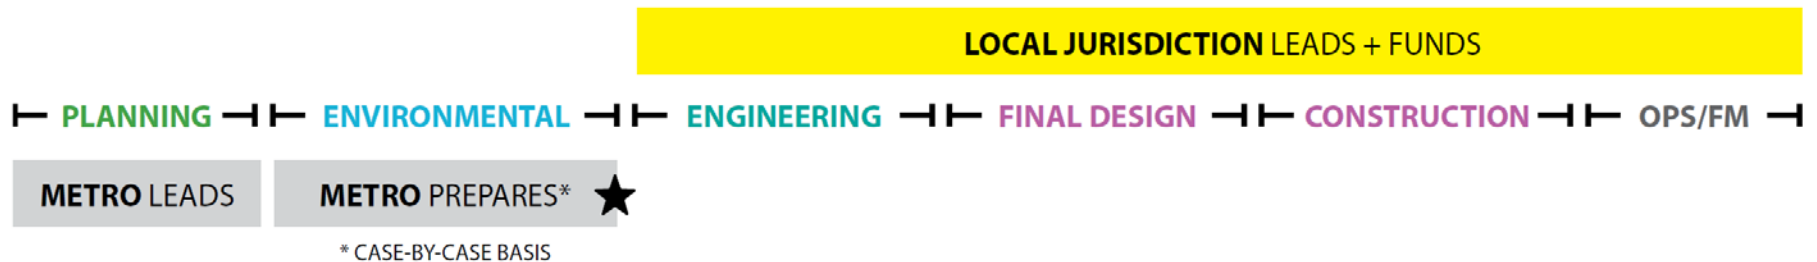 LOCAL JURISDICTION LEADS + FUNDS
PLANNING ENVIRONMENTAL ENGINEERING FINAL DESIGN CONSTRUCTION OPS/FM
METRO LEADS METRO PREPARES*
* CASE-BY-CASE BASIS